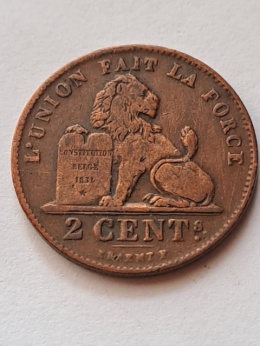 L'UNION FAIT LA FORCE
CONSTITUTION
BELGE
1831
2 CENTS.